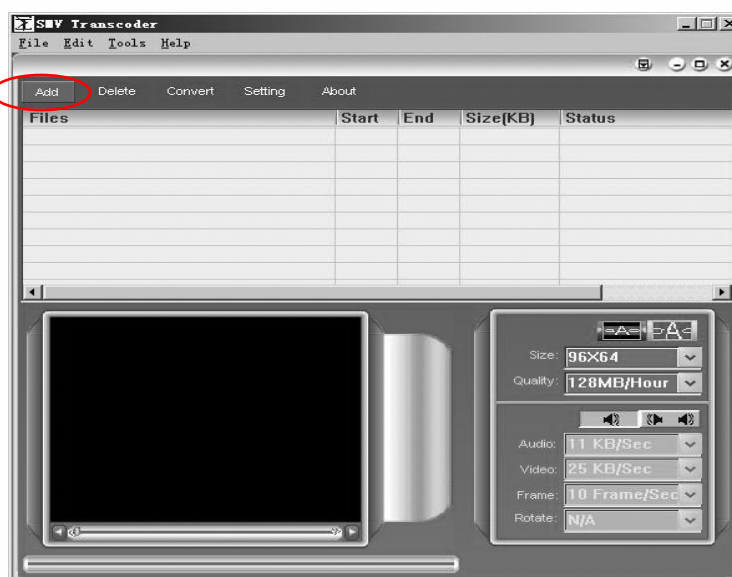 SMV Transcoder
File Edit Tools Help
Add Delete Convert Setting About
Files Start End Size(KB) Status
Size: 96X64
Quality: 128MB/Hour
Audio: 11 KB/Sec
Video: 25 KB/Sec
Frame: 10 Frame/Sec
Rotate: N/A